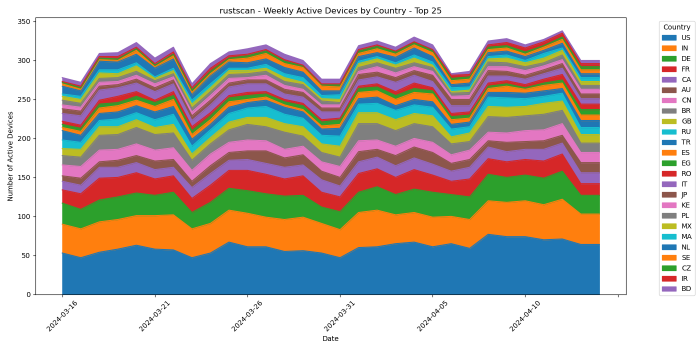 rustscan - Weekly Active Devices by Country - Top 25
Number of Active Devices
350
300
250
200
150
100
50
0
2024-03-16
2024-03-21
2024-03-26
2024-03-31
2024-04-05
2024-04-10
Date
Country
US
IN
DE
FR
CA
AU
CN
BR
GB
RU
TR
ES
EG
RO
IT
JP
KE
PL
MX
MA
NL
SE
CZ
IR
BD